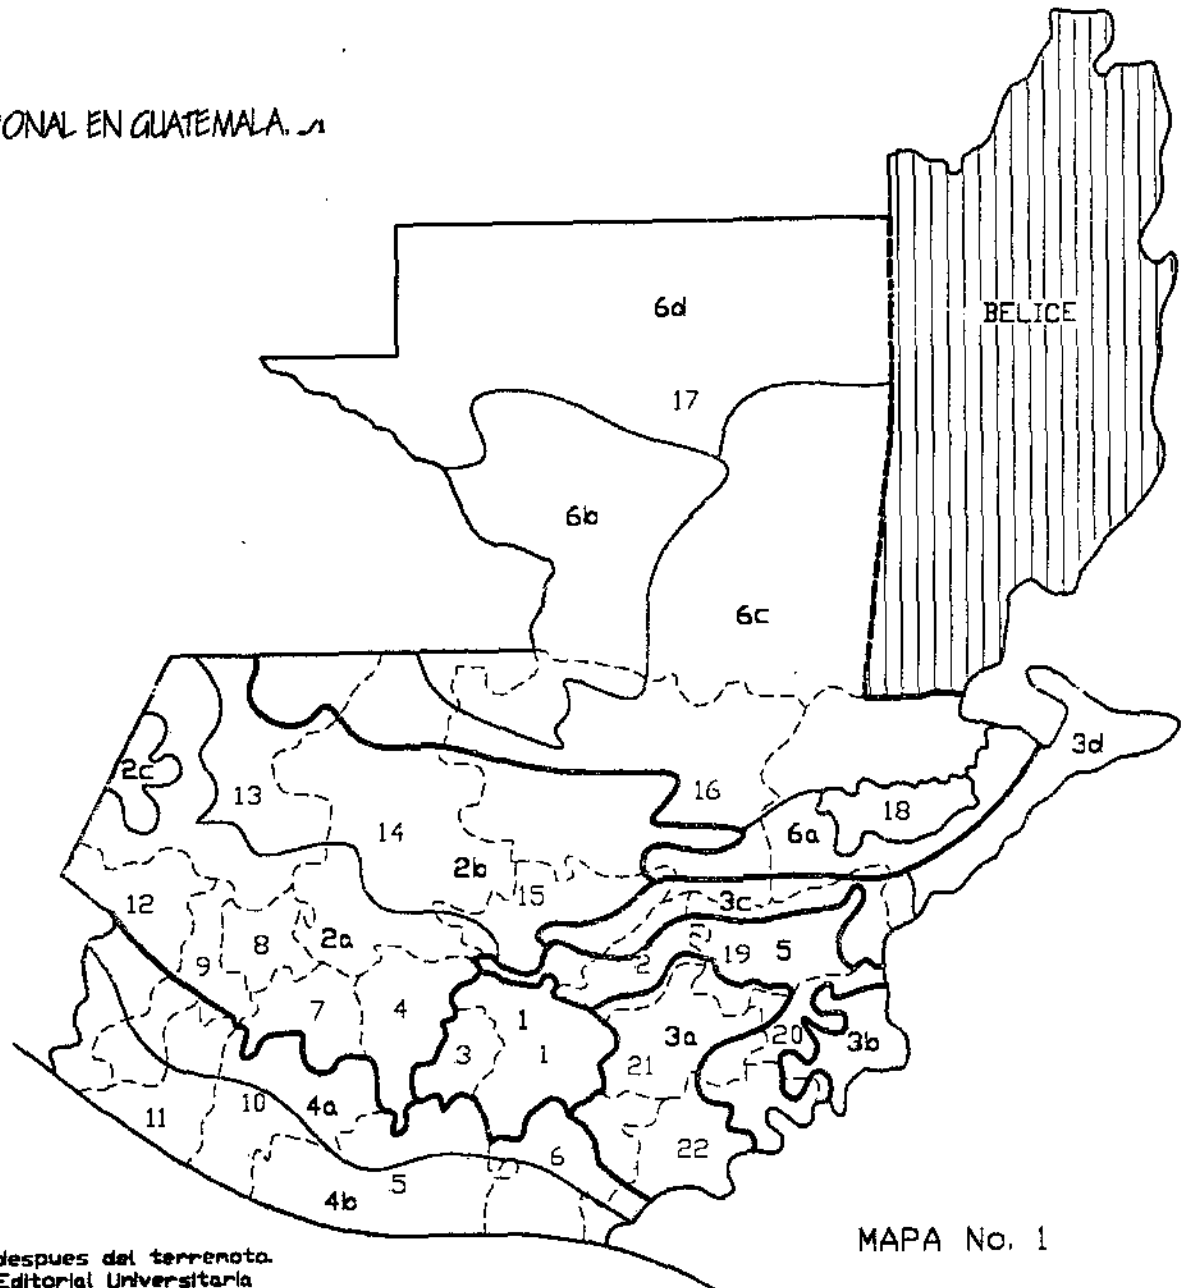 ONAL EN GUATEMALA.
6d
BELICE
17
6b
6c
3d
2c
13
16
18
14
6a
2b
15
12
3c
8
2a
9
2
19
5
7
4
1
3a
20
3b
3
1
21
10
4a
11
6
22
5
4b
MAPA No. 1
despues del terremoto.
Editorial Universitaria